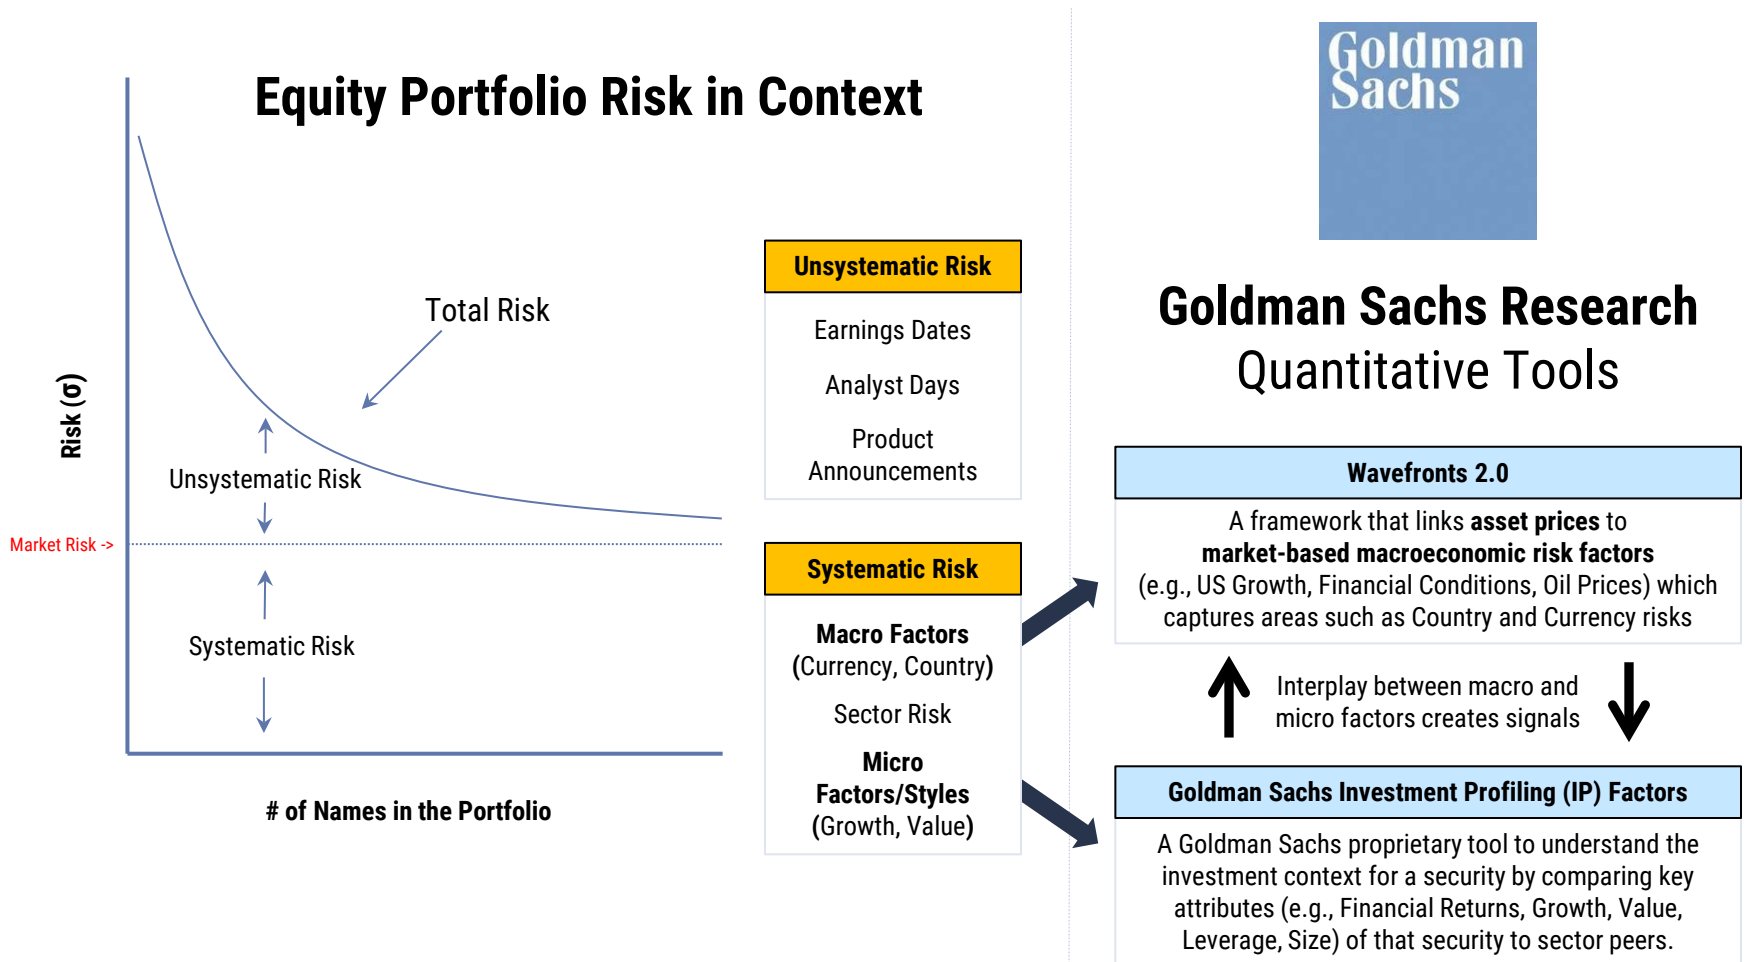 Equity Portfolio Risk in Context
Risk (σ)
Total Risk
Unsystematic Risk
Market Risk ->
Systematic Risk
# of Names in the Portfolio
Unsystematic Risk
Earnings Dates
Analyst Days
Product
Announcements
Systematic Risk
Macro Factors
(Currency, Country)
Sector Risk
Micro
Factors/Styles
(Growth, Value)
Goldman
Sachs
Goldman Sachs Research
Quantitative Tools
Wavefronts 2.0
A framework that links asset prices to
market-based macroeconomic risk factors
(e.g., US Growth, Financial Conditions, Oil Prices) which
captures areas such as Country and Currency risks
Interplay between macro and
micro factors creates signals
Goldman Sachs Investment Profiling (IP) Factors
A Goldman Sachs proprietary tool to understand the
investment context for a security by comparing key
attributes (e.g., Financial Returns, Growth, Value,
Leverage, Size) of that security to sector peers.